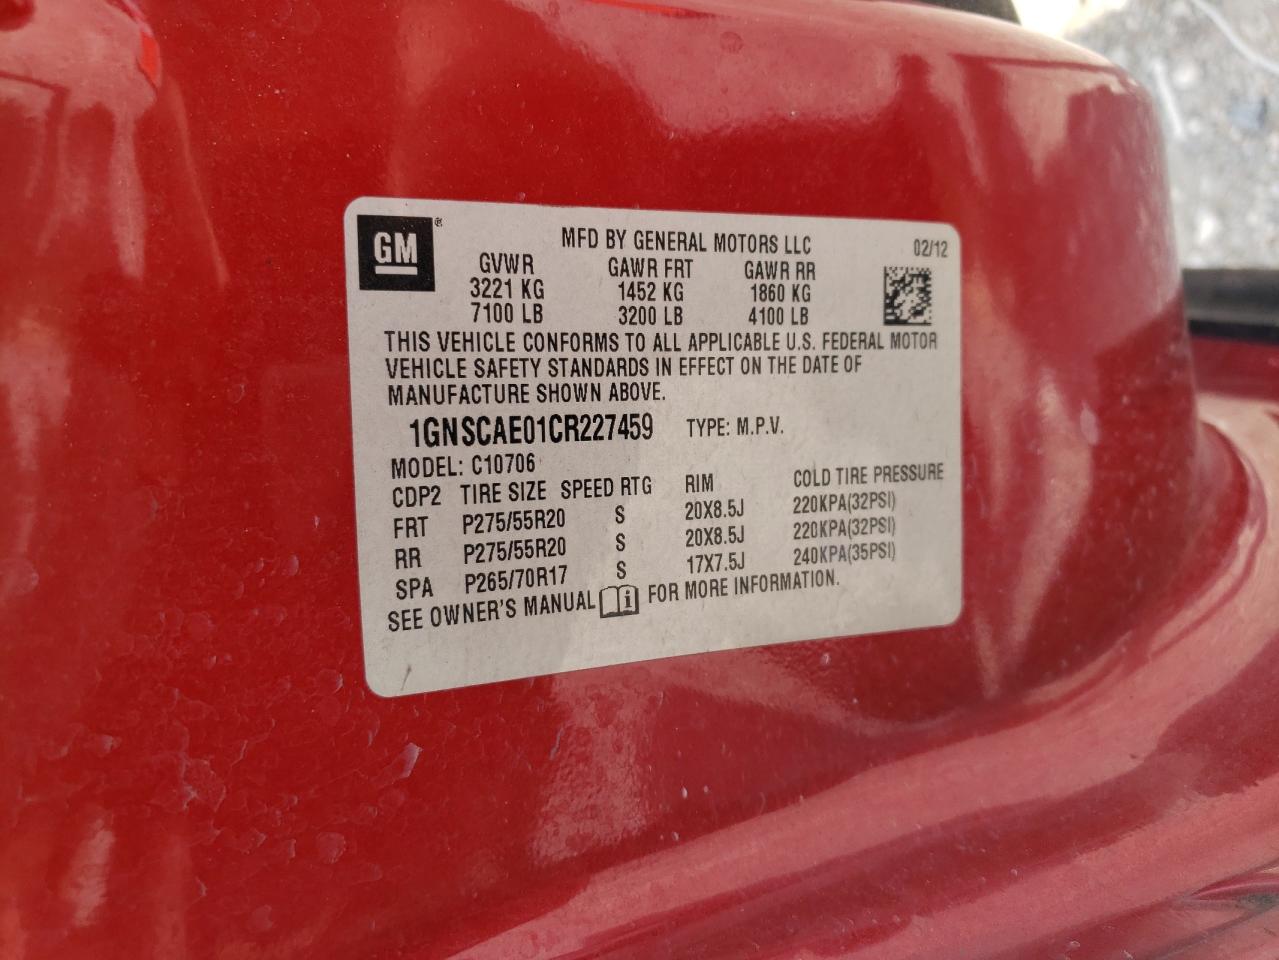 GM ® MFD BY GENERAL MOTORS LLC 02/12
GVWR GAWR FRT GAWR RR
3221 KG 1452 KG 1860 KG
7100 LB 3200 LB 4100 LB
THIS VEHICLE CONFORMS TO ALL APPLICABLE U.S. FEDERAL MOTOR
VEHICLE SAFETY STANDARDS IN EFFECT ON THE DATE OF
MANUFACTURE SHOWN ABOVE.
1GNSCAE01CR227459 TYPE: M.P.V.
MODEL: C10706
CDP2 TIRE SIZE SPEED RTG RIM COLD TIRE PRESSURE
FRT P275/55R20 S 20X8.5J 220KPA(32PSI)
RR P275/55R20 S 20X8.5J 220KPA(32PSI)
SPA P265/70R17 S 17X7.5J 240KPA(35PSI)
SEE OWNER'S MANUAL i FOR MORE INFORMATION.